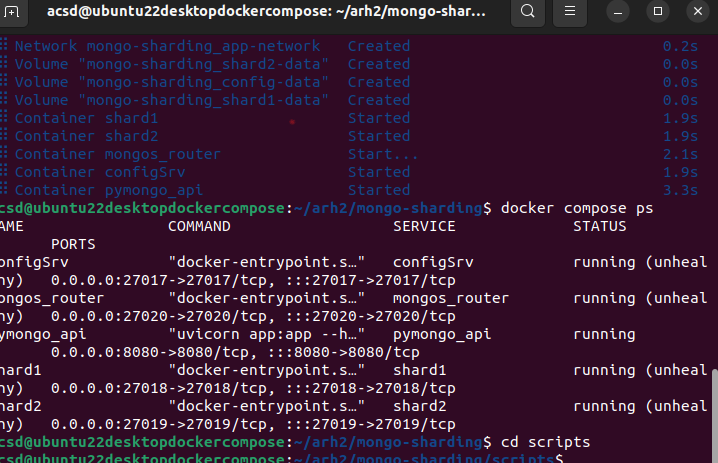 acsd@ubuntu22desktopdockercompose: ~/arh2/mongo-shar...
Network mongo-sharding_app-network Created 0.2s
Volume "mongo-sharding_shard2-data" Created 0.0s
Volume "mongo-sharding_config-data" Created 0.0s
Volume "mongo-sharding_shard1-data" Created 0.0s
Container shard1 Started 1.9s
Container shard2 Started 1.9s
Container mongos_router Start... 2.1s
Container configSrv Started 1.9s
Container pymongo_api Started 3.3s
csd@ubuntu22desktopdockercompose:~/arh2/mongo-sharding$ docker compose ps
AME COMMAND SERVICE STATUS
PORTS
onfigSrv "docker-entrypoint.s…" configSrv running (unheal
hy) 0.0.0.0:27017->27017/tcp, :::27017->27017/tcp
ongos_router "docker-entrypoint.s…" mongos_router running (unheal
hy) 0.0.0.0:27020->27020/tcp, :::27020->27020/tcp
ymongo_api "uvicorn app:app --h…" pymongo_api running
0.0.0.0:8080->8080/tcp, :::8080->8080/tcp
hard1 "docker-entrypoint.s…" shard1 running (unheal
hy) 0.0.0.0:27018->27018/tcp, :::27018->27018/tcp
hard2 "docker-entrypoint.s…" shard2 running (unheal
hy) 0.0.0.0:27019->27019/tcp, :::27019->27019/tcp
acsd@ubuntu22desktopdockercompose:~/arh2/mongo-sharding$ cd scripts
acsd@ubuntu22desktopdockercompose:~/arh2/mongo-sharding/scripts$